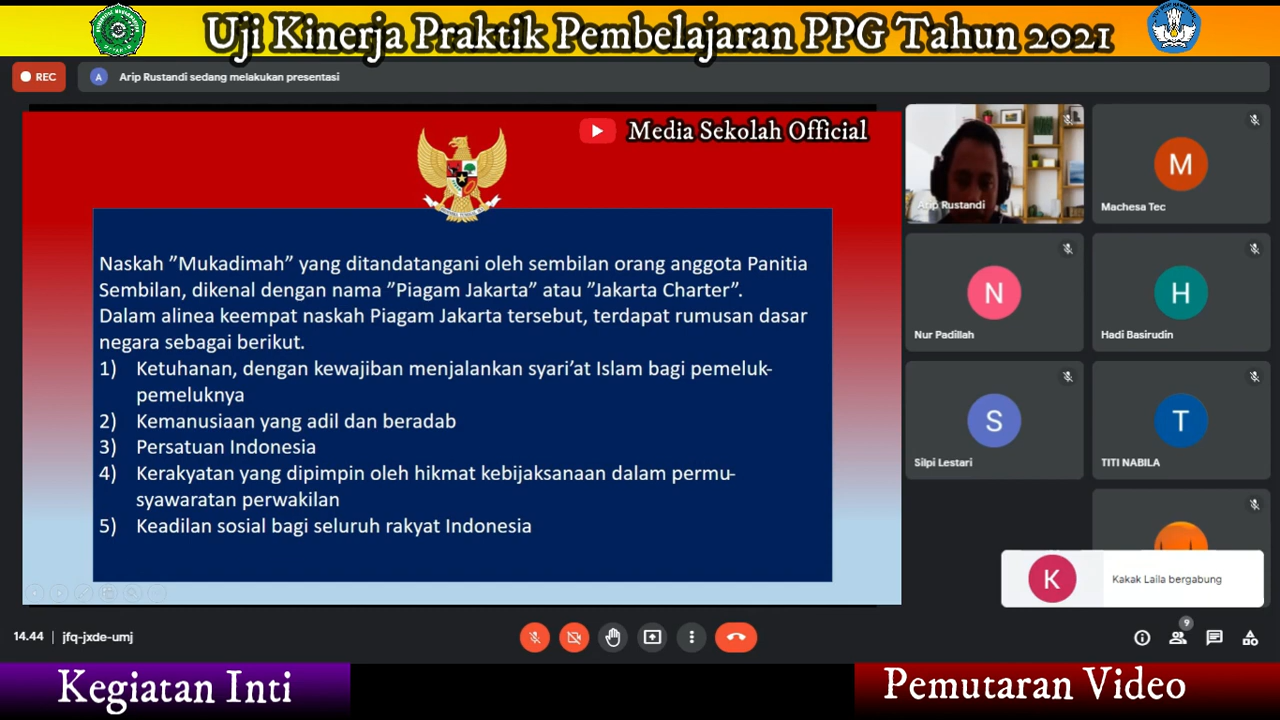 Uji Kinerja Praktik Pembelajaran PPG Tahun 2021
REC
A
Arip Rustandi sedang melakukan presentasi
Media Sekolah Official
Naskah ”Mukadimah” yang ditandatangani oleh sembilan orang anggota Panitia
Sembilan, dikenal dengan nama ”Piagam Jakarta” atau ”Jakarta Charter”.
Dalam alinea keempat naskah Piagam Jakarta tersebut, terdapat rumusan dasar
negara sebagai berikut.
1) Ketuhanan, dengan kewajiban menjalankan syari’at Islam bagi pemeluk-
pemeluknya
2) Kemanusiaan yang adil dan beradab
3) Persatuan Indonesia
4) Kerakyatan yang dipimpin oleh hikmat kebijaksanaan dalam permu-
syawaratan perwakilan
5) Keadilan sosial bagi seluruh rakyat Indonesia
Arip Rustandi
M
Machesa Tec
N
Nur Padillah
H
Hadi Basirudin
S
Silpi Lestari
T
TITI NABILA
K
Kakak Laila bergabung
14.44 | jfq-jxde-umj
9
Kegiatan Inti
Pemutaran Video